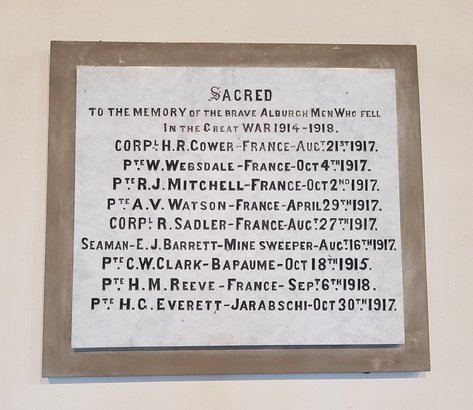 SACRED
TO THE MEMORY OF THE BRAVE ALBURGH MEN WHO FELL
IN THE GREAT WAR 1914-1918.
CORPL H.R. COWER-FRANCE-AUGT 21ST 1917.
PTE W. WEBSDALE-FRANCE-OCT 4TH 1917.
PTE R.J. MITCHELL-FRANCE-OCT 2ND 1917.
PTE A.V. WATSON-FRANCE-APRIL 29TH 1917.
CORPL R. SADLER-FRANCE-AUGT 27TH 1917.
SEAMAN-E.J. BARRETT-MINE SWEEPER-AUGT 16TH 1917.
PTE C.W. CLARK-BAPAUME-OCT 18TH 1915.
PTE H.M. REEVE-FRANCE-SEPT 6TH 1918.
PTE H.G. EVERETT-JARABSCHI-OCT 30TH 1917.